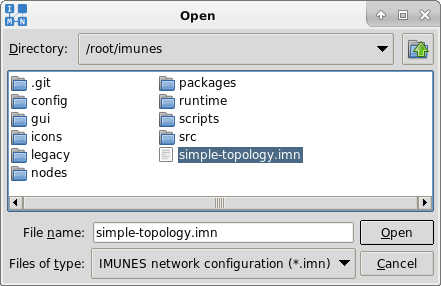 IMUN
Open
Directory: /root/imunes
.git
config
gui
icons
legacy
nodes
packages
runtime
scripts
src
simple-topology.imn
File name: simple-topology.imn
Open
Files of type: IMUNES network configuration (*.imn)
Cancel